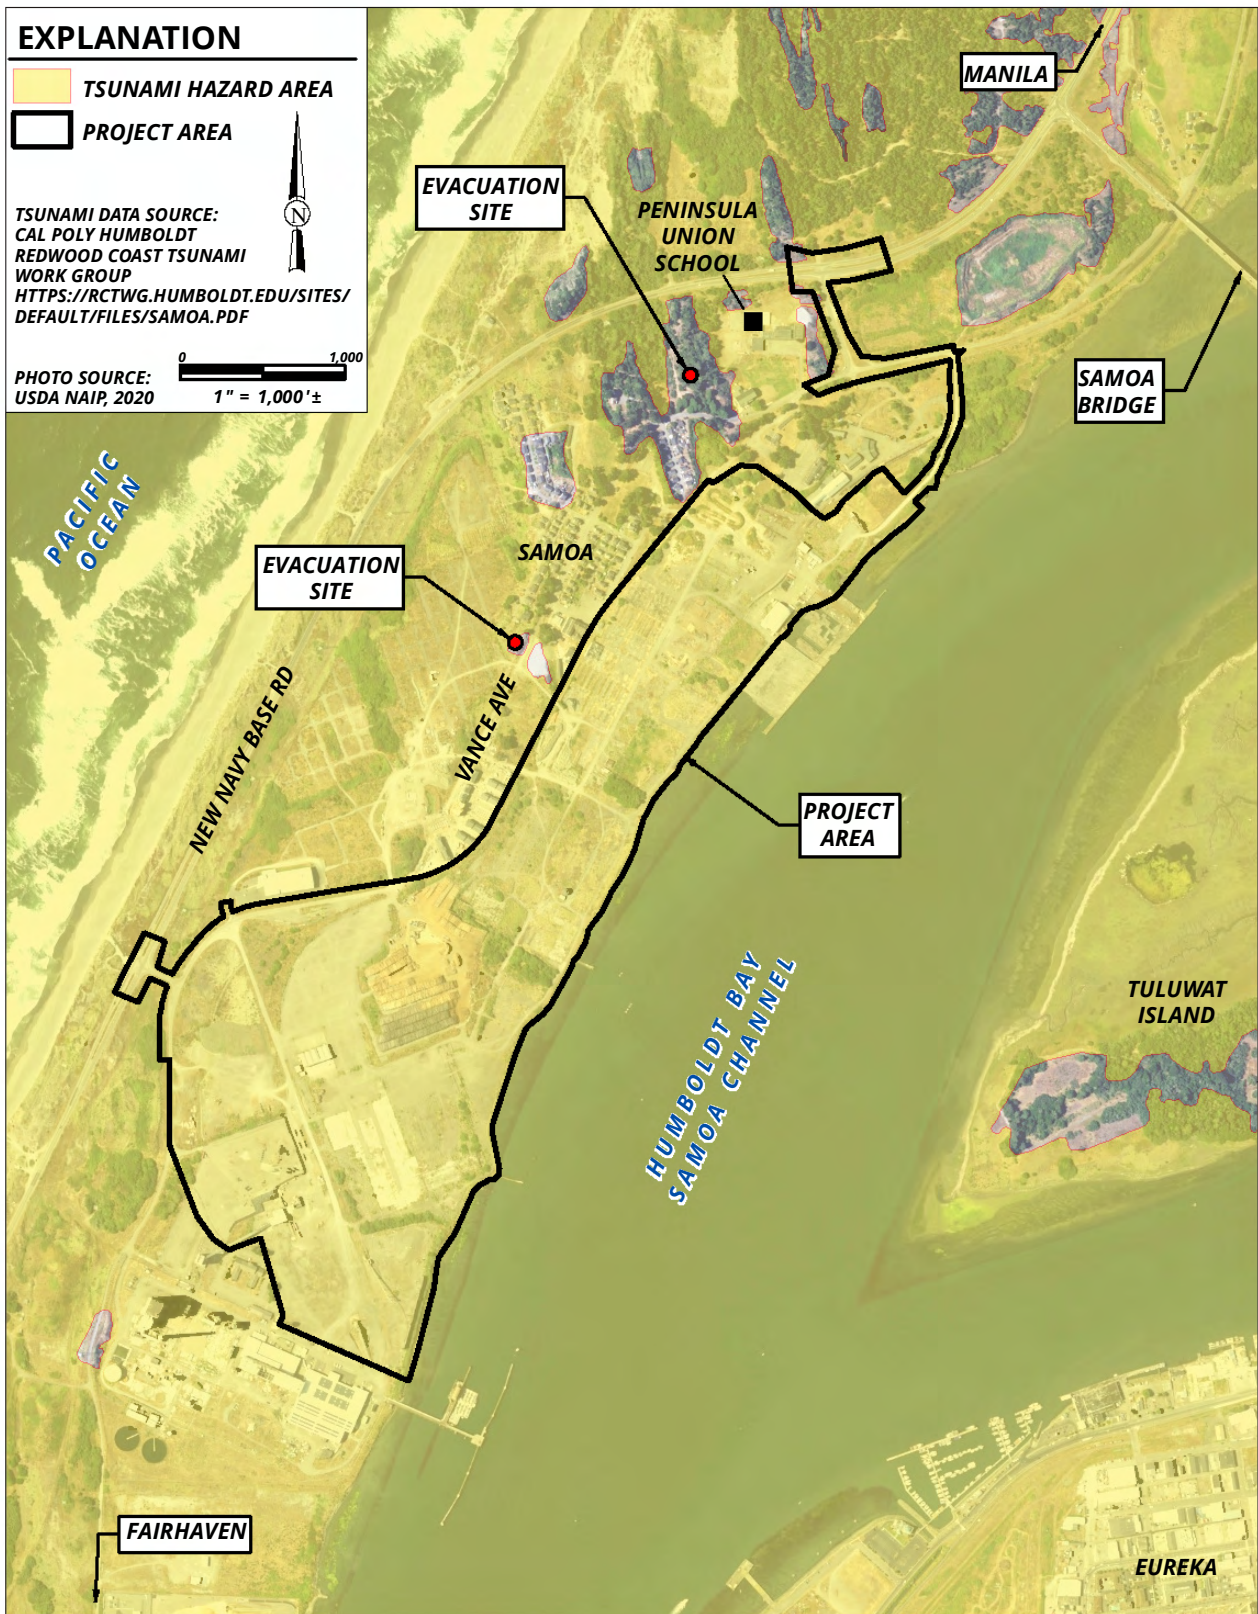 EXPLANATION
TSUNAMI HAZARD AREA
PROJECT AREA
N
TSUNAMI DATA SOURCE:
CAL POLY HUMBOLDT
REDWOOD COAST TSUNAMI
WORK GROUP
HTTPS://RCTWG.HUMBOLDT.EDU/SITES/
DEFAULT/FILES/SAMOA.PDF
0 1,000
PHOTO SOURCE:
USDA NAIP, 2020
1" = 1,000'±
MANILA
EVACUATION
SITE
PENINSULA
UNION
SCHOOL
SAMOA
BRIDGE
PACIFIC
OCEAN
SAMOA
EVACUATION
SITE
NEW NAVY BASE RD
VANCE AVE
PROJECT
AREA
HUMBOLDT BAY
SAMOA CHANNEL
TULUWAT
ISLAND
FAIRHAVEN
EUREKA